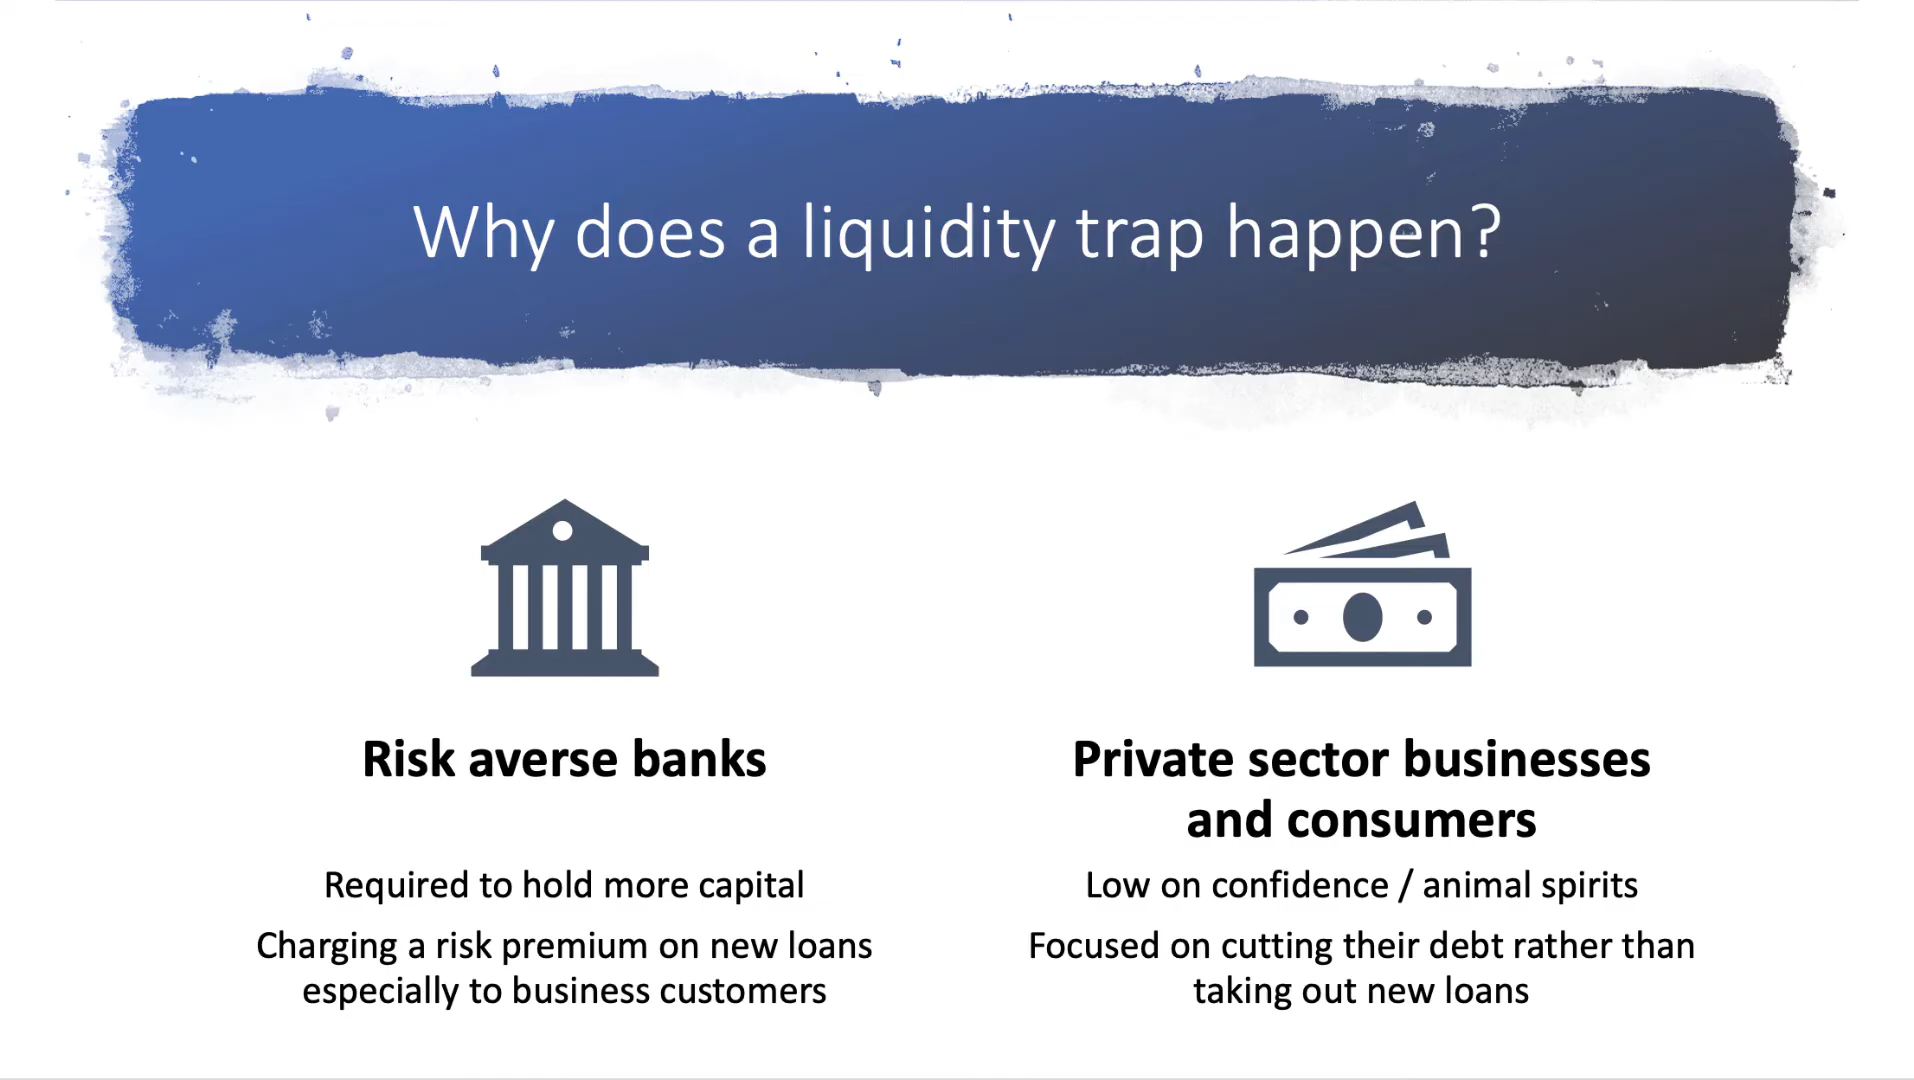 Why does a liquidity trap happen?
Risk averse banks
Required to hold more capital
Charging a risk premium on new loans
especially to business customers
Private sector businesses
and consumers
Low on confidence / animal spirits
Focused on cutting their debt rather than
taking out new loans